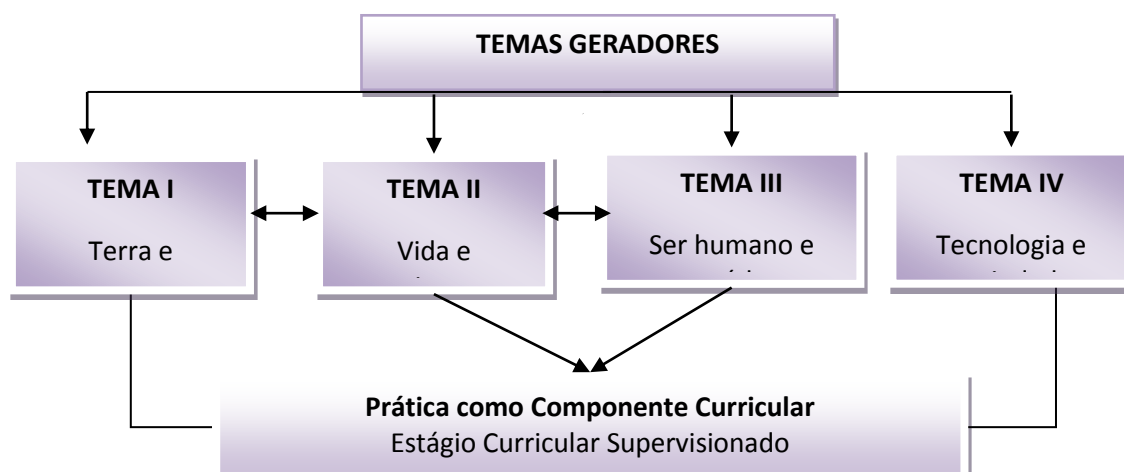 TEMAS GERADORES
TEMA I
Terra e
TEMA II
Vida e
TEMA III
Ser humano e
TEMA IV
Tecnologia e
Prática como Componente Curricular
Estágio Curricular Supervisionado